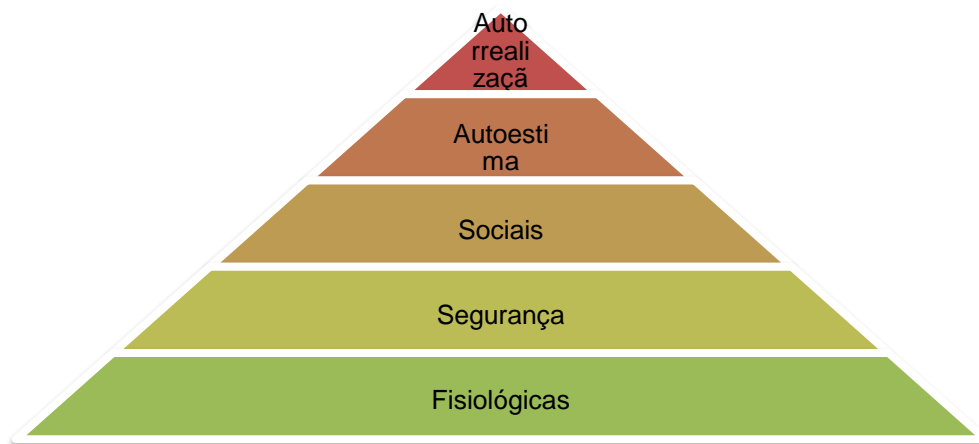 Auto
rreali
zaçã
Autoesti
ma
Sociais
Segurança
Fisiológicas